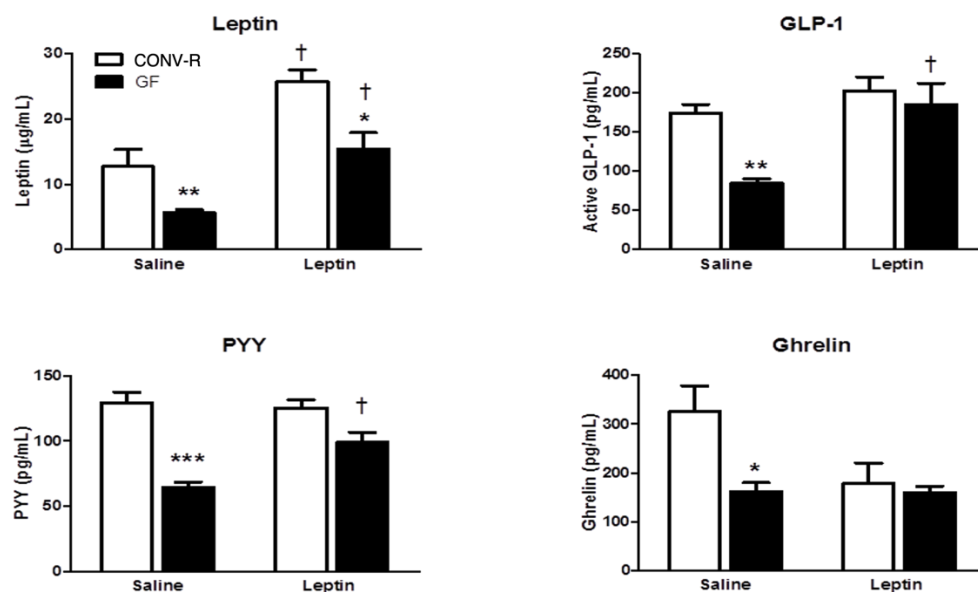 Leptin
Leptin (μg/mL)
30
20
10
0
CONV-R
GF
†
†
*
**
Saline Leptin
GLP-1
Active GLP-1 (pg/mL)
250
200
150
100
50
0
**
†
Saline Leptin
PYY
PYY (pg/mL)
150
100
50
0
***
†
Saline Leptin
Ghrelin
Ghrelin (pg/mL)
400
300
200
100
0
*
Saline Leptin